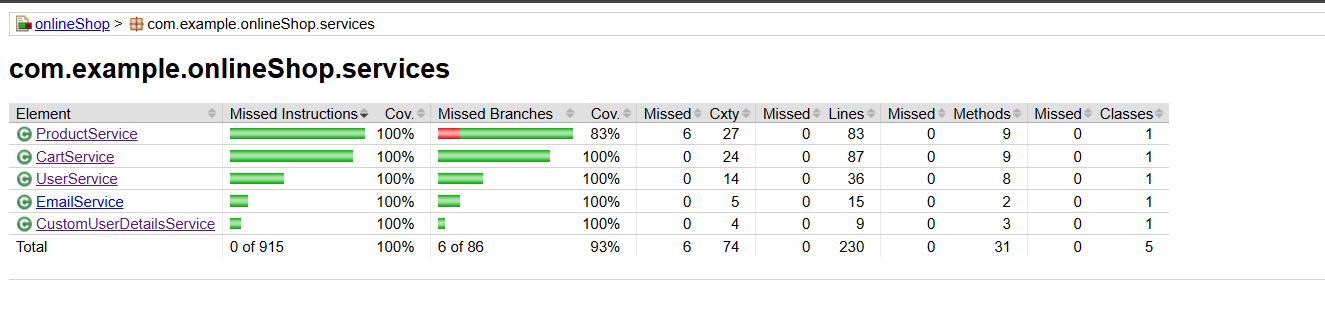 onlineShop > com.example.onlineShop.services
com.example.onlineShop.services
Element Missed Instructions Cov. Missed Branches Cov. Missed Cxty Missed Lines Missed Methods Missed Classes
C ProductService 100% 83% 6 27 0 83 0 9 0 1
C CartService 100% 100% 0 24 0 87 0 9 0 1
C UserService 100% 100% 0 14 0 36 0 8 0 1
C EmailService 100% 100% 0 5 0 15 0 2 0 1
C CustomUserDetailsService 100% 100% 0 4 0 9 0 3 0 1
Total 0 of 915 100% 6 of 86 93% 6 74 0 230 0 31 0 5